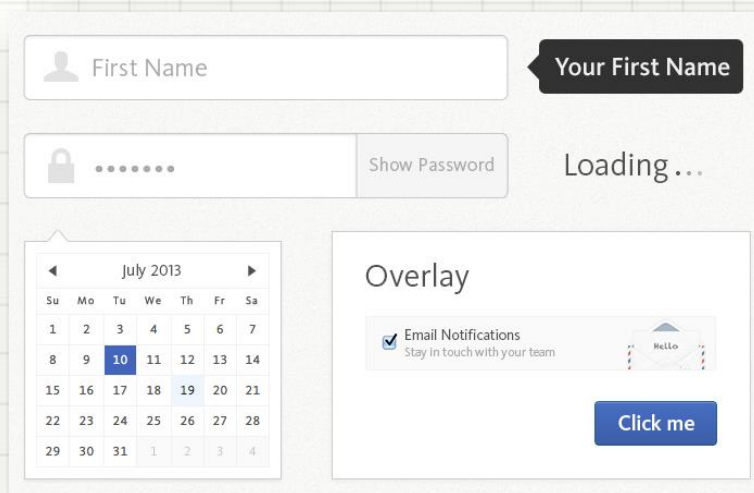 First Name
Your First Name
•••••••
Show Password
Loading...
July 2013
Su Mo Tu We Th Fr Sa
1 2 3 4 5 6 7
8 9 10 11 12 13 14
15 16 17 18 19 20 21
22 23 24 25 26 27 28
29 30 31 1 2 3 4
Overlay
Email Notifications
Stay in touch with your team
Hello
Click me